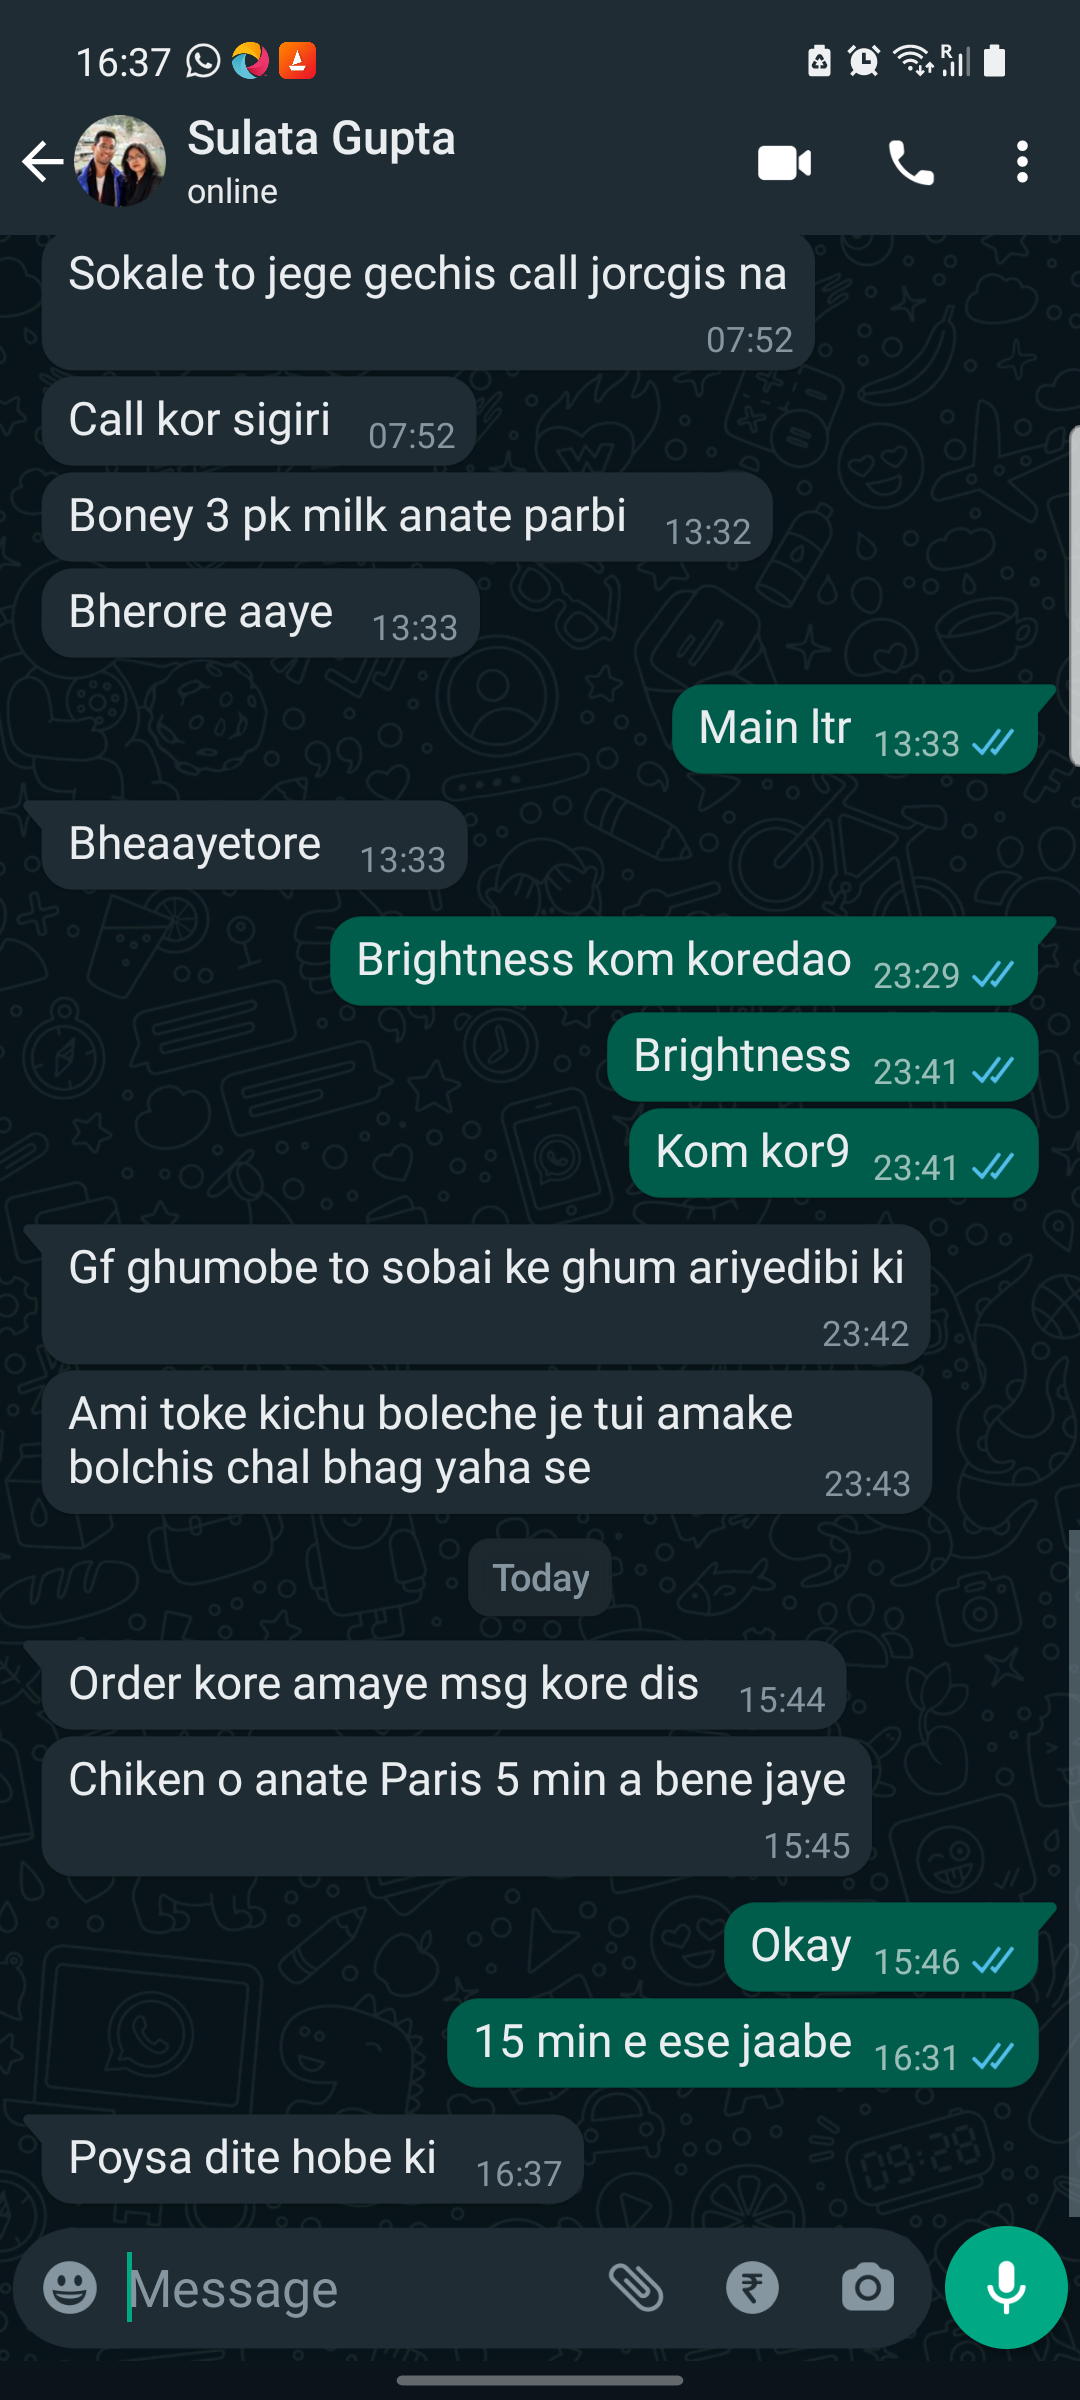 16:37
Sulata Gupta
online
Sokale to jege gechis call jorcgis na
07:52
Call kor sigiri 07:52
Boney 3 pk milk anate parbi 13:32
Bherore aaye 13:33
Main ltr 13:33
Bheaayetore 13:33
Brightness kom koredao 23:29
Brightness 23:41
Kom kor9 23:41
Gf ghumobe to sobai ke ghum ariyedibi ki
23:42
Ami toke kichu boleche je tui amake
bolchis chal bhag yaha se 23:43
Today
Order kore amaye msg kore dis 15:44
Chiken o anate Paris 5 min a bene jaye
15:45
Okay 15:46
15 min e ese jaabe 16:31
Poysa dite hobe ki 16:37
Message